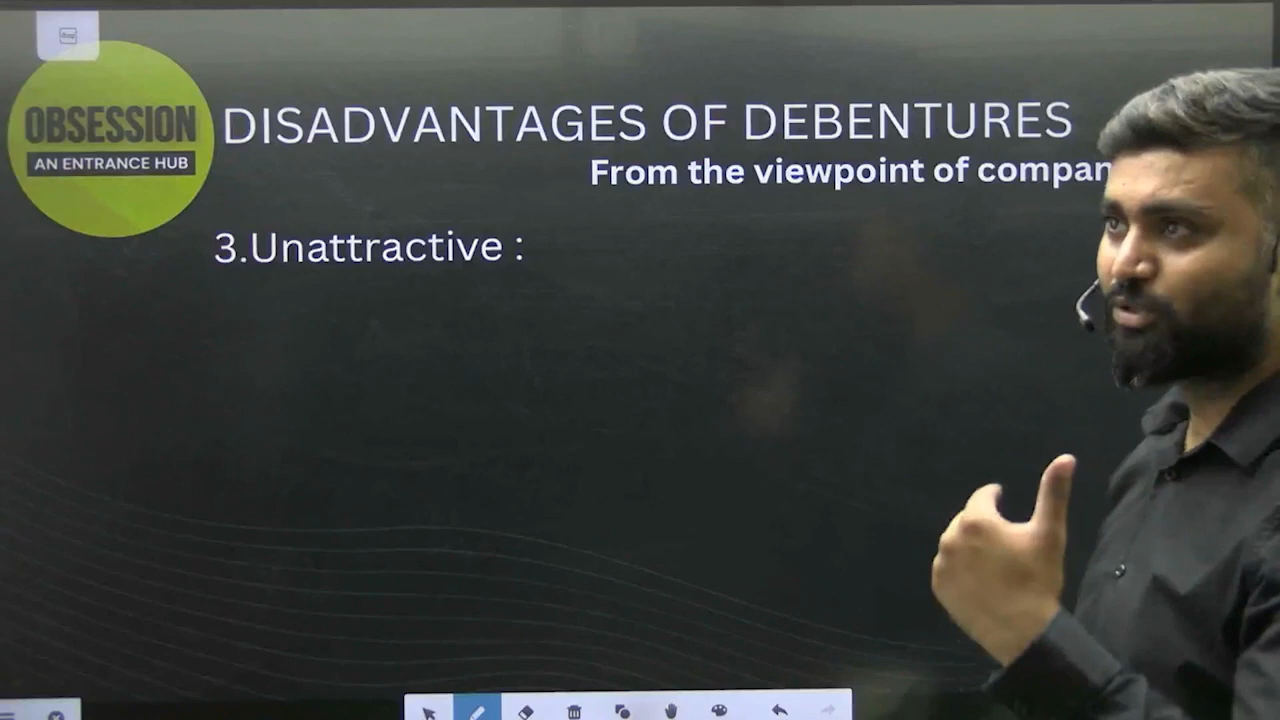 OBSESSION
AN ENTRANCE HUB
DISADVANTAGES OF DEBENTURES
From the viewpoint of compan
3.Unattractive :